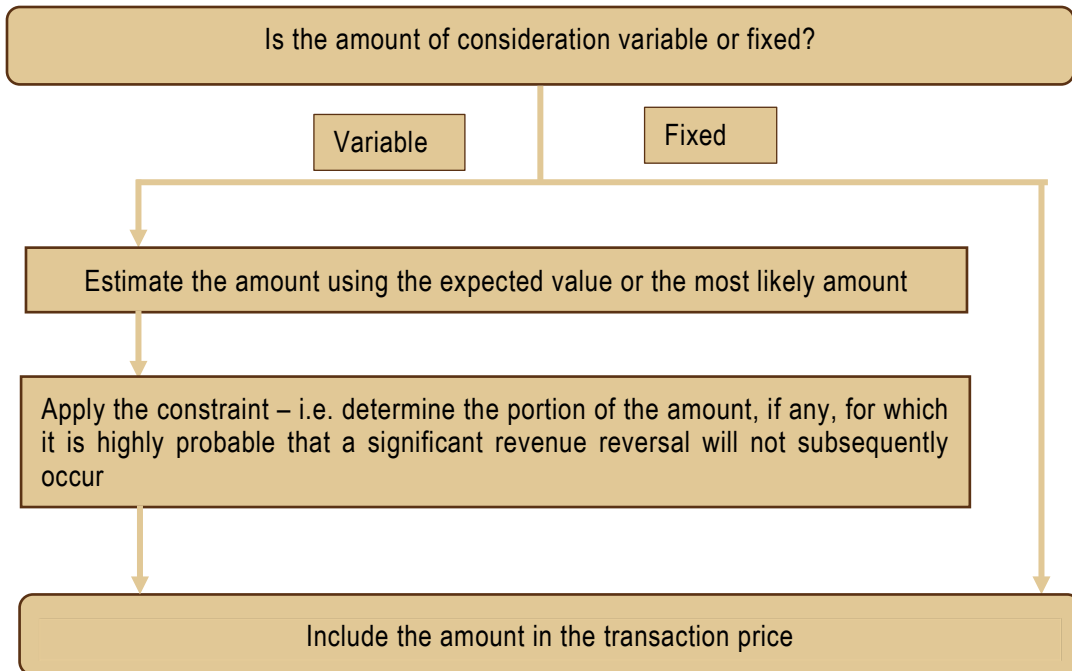 Is the amount of consideration variable or fixed?
Variable
Fixed
Estimate the amount using the expected value or the most likely amount
Apply the constraint – i.e. determine the portion of the amount, if any, for which
it is highly probable that a significant revenue reversal will not subsequently
occur
Include the amount in the transaction price